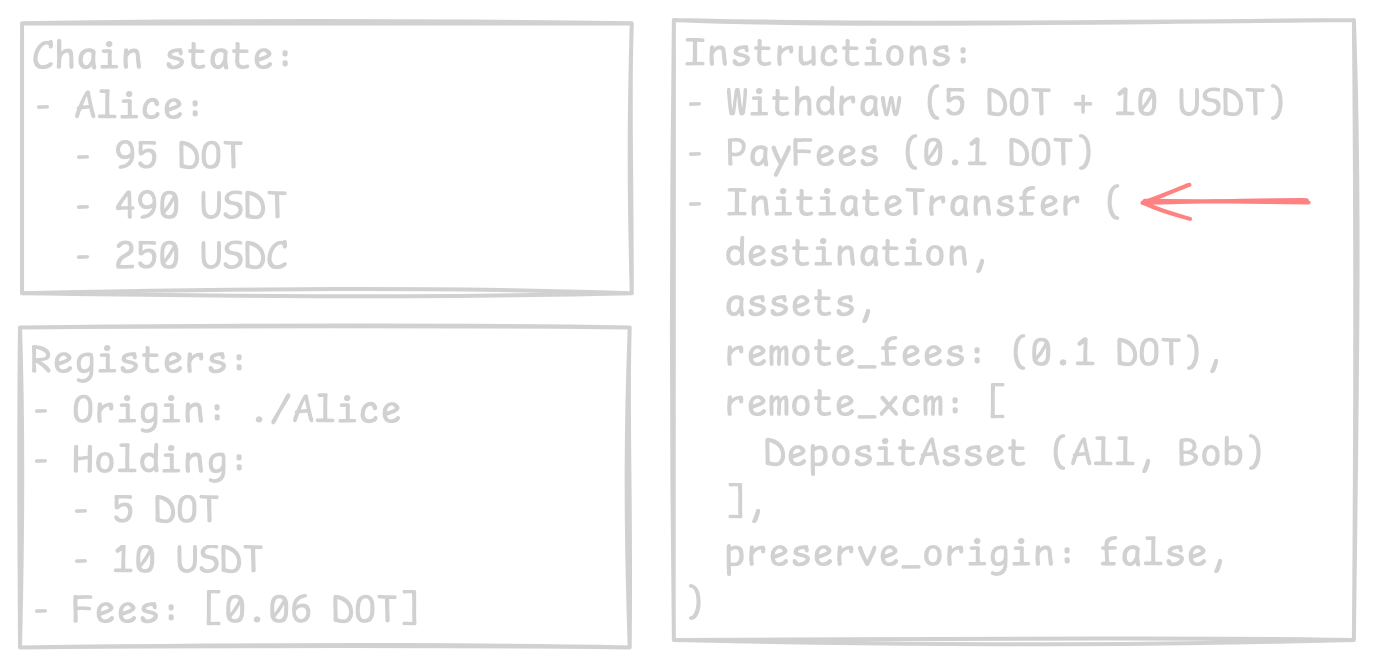 Chain state:
- Alice:
- 95 DOT
- 490 USDT
- 250 USDC
Registers:
- Origin: ./Alice
- Holding:
- 5 DOT
- 10 USDT
- Fees: [0.06 DOT]
Instructions:
- Withdraw (5 DOT + 10 USDT)
- PayFees (0.1 DOT)
- InitiateTransfer (
destination,
assets,
remote_fees: (0.1 DOT),
remote_xcm: [
DepositAsset (All, Bob)
],
preserve_origin: false,
)